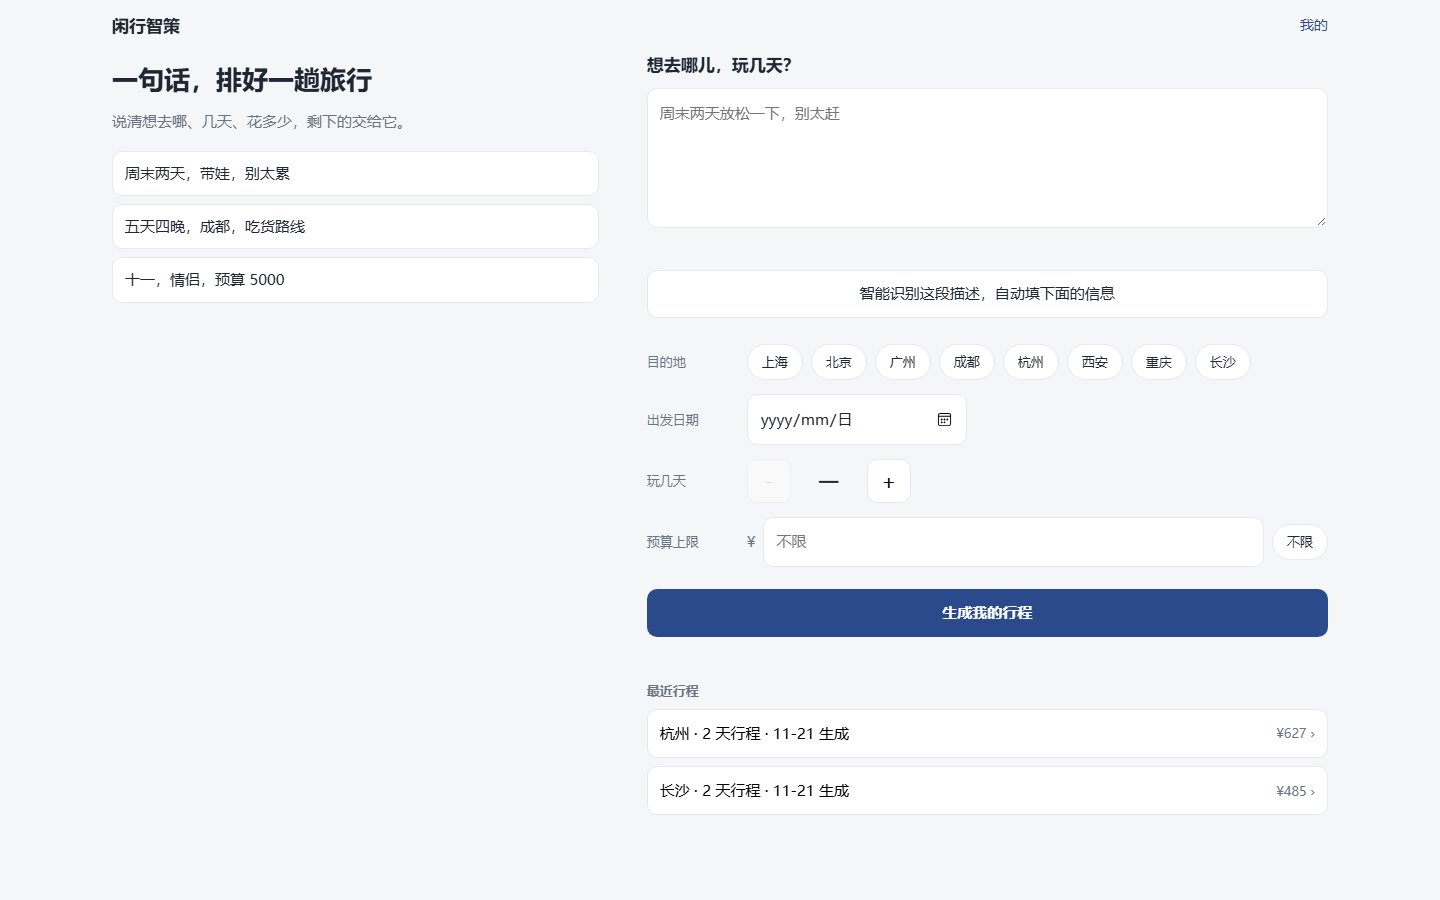 闲行智策
我的
一句话，排好一趟旅行
说清想去哪、几天、花多少，剩下的交给它。
周末两天，带娃，别太累
五天四晚，成都，吃货路线
十一，情侣，预算 5000
想去哪儿，玩几天？
周末两天放松一下，别太赶
智能识别这段描述，自动填下面的信息
目的地 上海 北京 广州 成都 杭州 西安 重庆 长沙
出发日期 yyyy/mm/日
玩几天 - — +
预算上限 ¥ 不限 不限
生成我的行程
最近行程
杭州 · 2 天行程 · 11-21 生成 ¥627 ›
长沙 · 2 天行程 · 11-21 生成 ¥485 ›